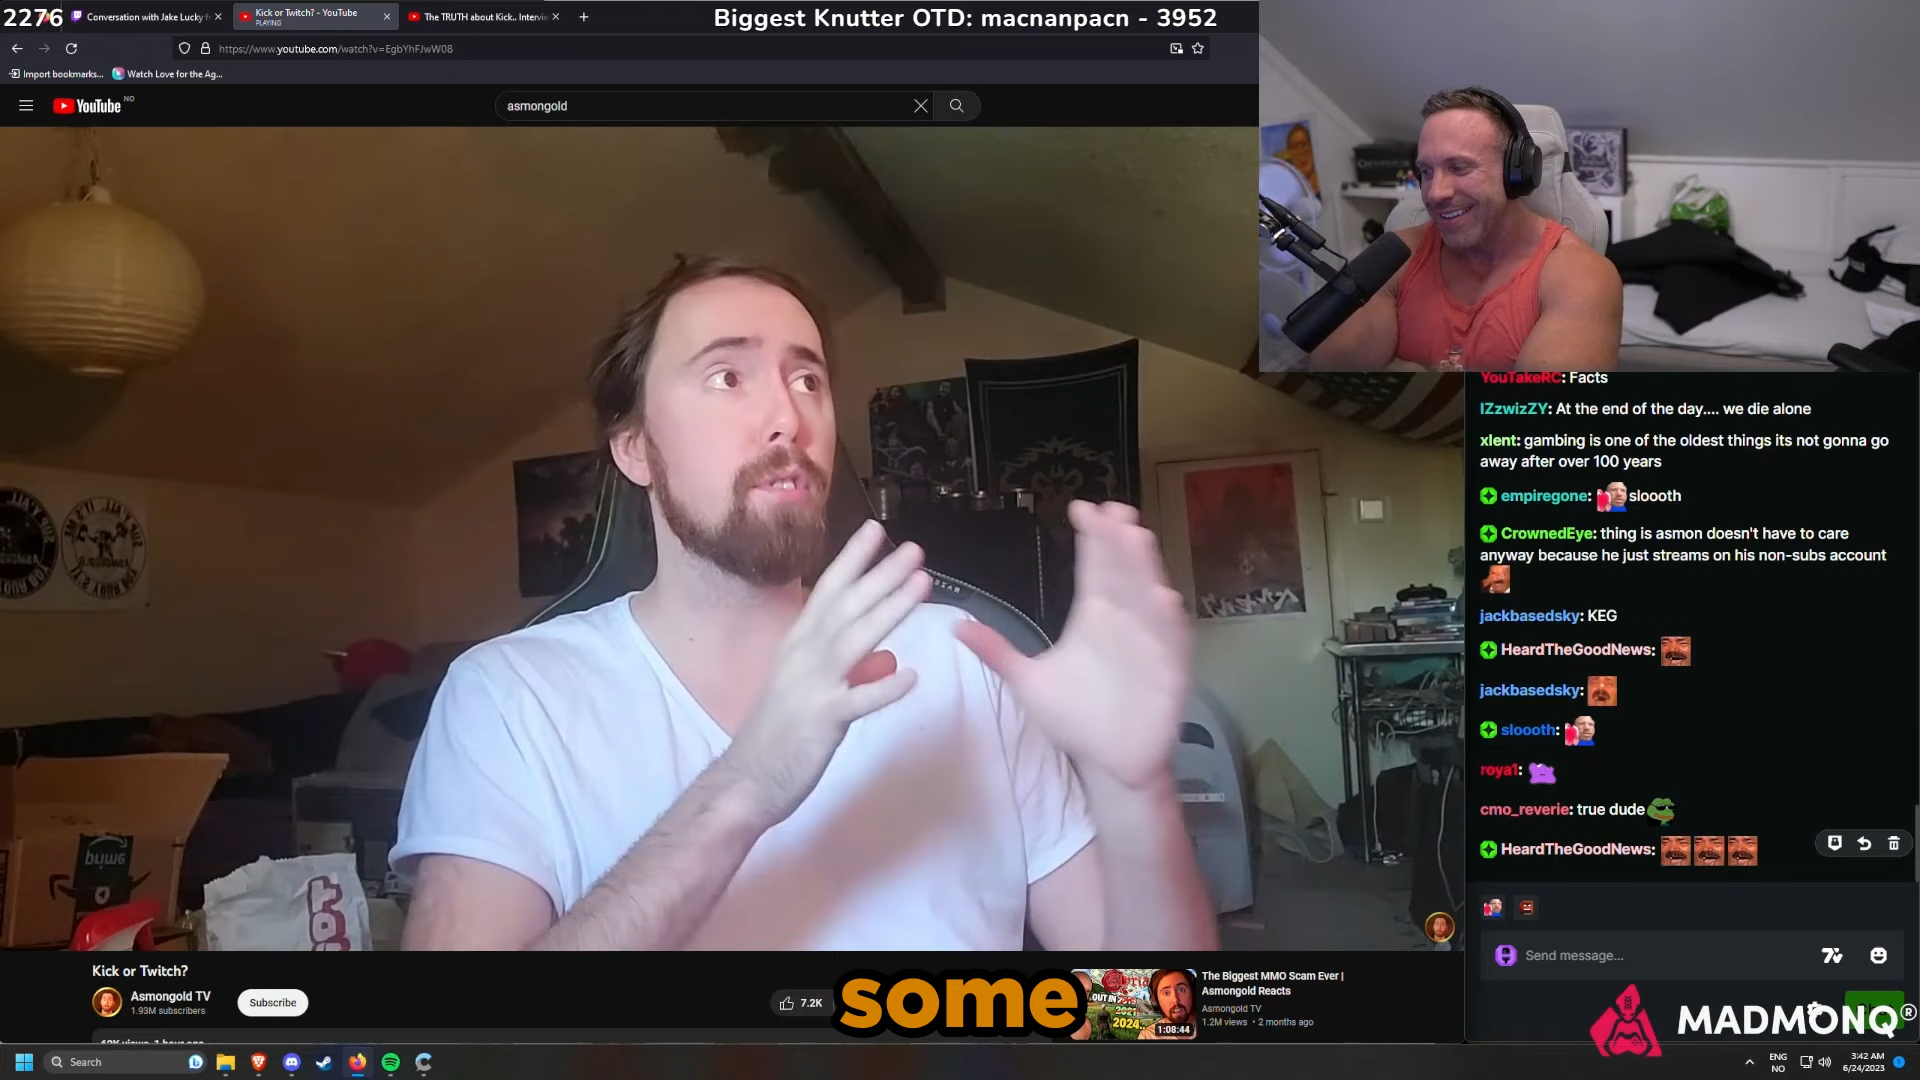 2276
Conversation with Jake Lucky f
Kick or Twitch? - YouTube
PLAYING
The TRUTH about Kick.. Intervie
Biggest Knutter OTD: macnanpacn - 3952
https://www.youtube.com/watch?v=EgbYhFJwW08
Import bookmarks...
Watch Love for the Ag...
YouTube NO
asmongold
YouTakeRC: Facts
IZzwizZY: At the end of the day.... we die alone
xlent: gambing is one of the oldest things its not gonna go
away after over 100 years
empiregone: sloooth
CrownedEye: thing is asmon doesn't have to care
anyway because he just streams on his non-subs account
jackbasedsky: KEG
HeardTheGoodNews:
jackbasedsky:
sloooth:
roya1:
cmo_reverie: true dude
HeardTheGoodNews:
Send message...
Kick or Twitch?
Asmongold TV
1.93M subscribers
Subscribe
7.2K
some
OUT IN
2024
1:08:44
The Biggest MMO Scam Ever |
Asmongold Reacts
Asmongold TV
1.2M views • 2 months ago
MADMONQ®
Search
ENG
NO
3:42 AM
6/24/2023